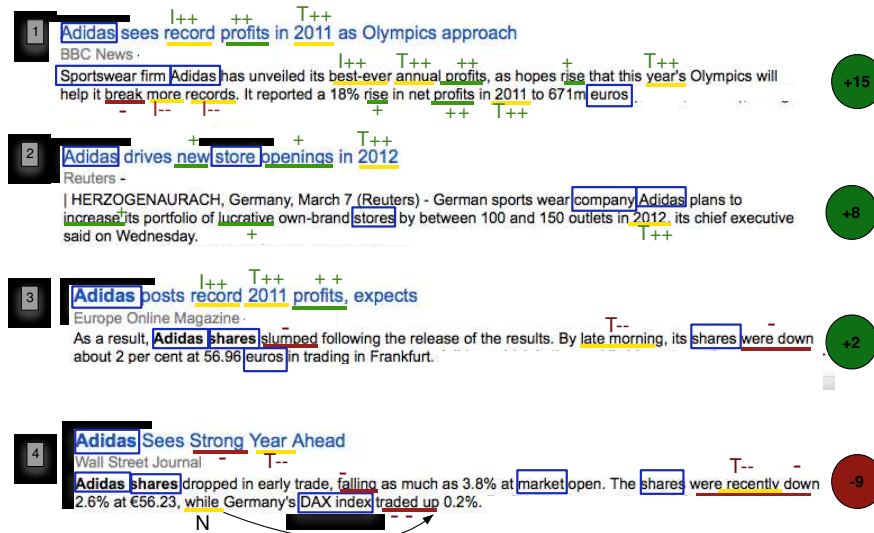 I++ ++ T++
1 Adidas sees record profits in 2011 as Olympics approach
BBC News
I++ T++ ++ + T++
Sportswear firm Adidas has unveiled its best-ever annual profits, as hopes rise that this year's Olympics will
help it break more records. It reported a 18% rise in net profits in 2011 to 671m euros
- I-- I-- + ++ T++
+15
+ + T++
2 Adidas drives new store openings in 2012
Reuters -
| HERZOGENAURACH, Germany, March 7 (Reuters) - German sports wear company Adidas plans to
+
increase its portfolio of lucrative own-brand stores by between 100 and 150 outlets in 2012, its chief executive
said on Wednesday.
+ T++
+8
I++ T++ + +
3 Adidas posts record 2011 profits, expects
Europe Online Magazine
- T-- -
As a result, Adidas shares slumped following the release of the results. By late morning, its shares were down
about 2 per cent at 56.96 euros in trading in Frankfurt.
+2
4 Adidas Sees Strong Year Ahead
- T--
Wall Street Journal
- T-- -
Adidas shares dropped in early trade, falling as much as 3.8% at market open. The shares were recently down
2.6% at €56.23, while Germany's DAX index traded up 0.2%.
N - -
-9